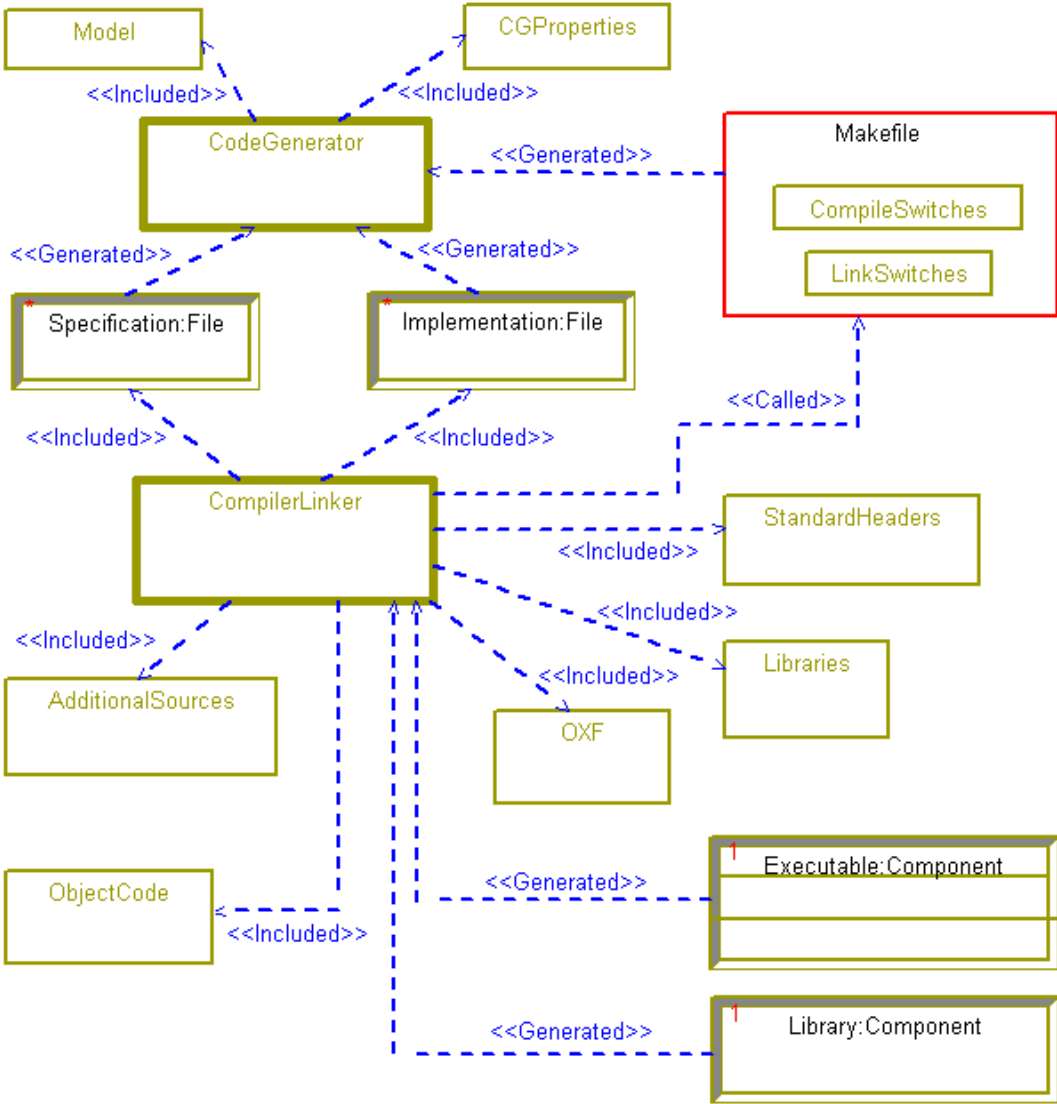 Model
CGProperties
<<Included>>
<<Included>>
CodeGenerator
Makefile
<<Generated>>
CompileSwitches
<<Generated>>
<<Generated>>
LinkSwitches
*
Specification:File
*
Implementation:File
<<Called>>
<<Included>>
<<Included>>
CompilerLinker
StandardHeaders
<<Included>>
<<Included>>
<<Included>>
Libraries
<<Included>>
AdditionalSources
OXF
1
Executable:Component
<<Generated>>
ObjectCode
<<Included>>
1
Library:Component
<<Generated>>